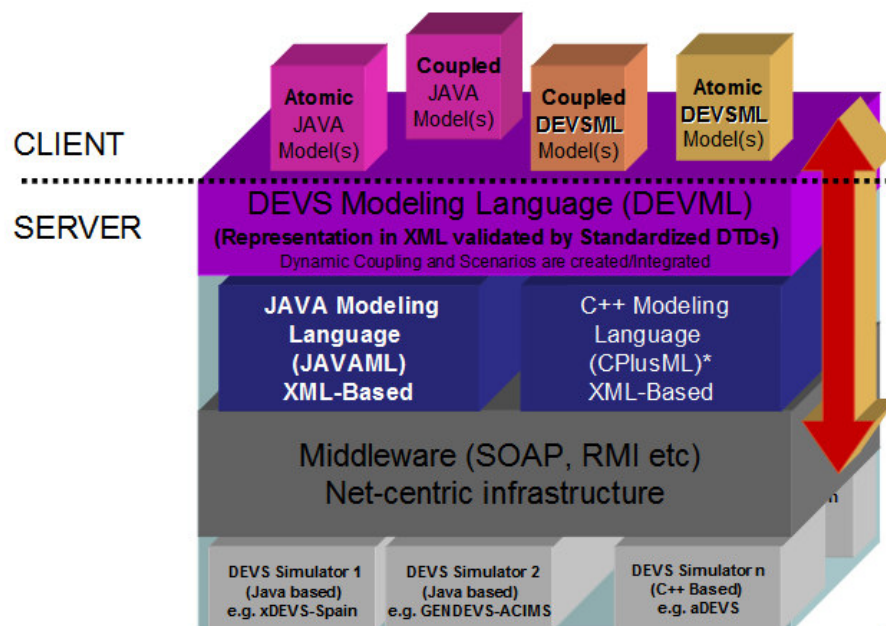 Atomic
JAVA
Model(s)
Coupled
JAVA
Model(s)
Coupled
DEVSML
Model(s)
Atomic
DEVSML
Model(s)
CLIENT
SERVER
DEVS Modeling Language (DEVML)
(Representation in XML validated by Standardized DTDs)
Dynamic Coupling and Scenarios are created/Integrated
JAVA Modeling
Language
(JAVAML)
XML-Based
C++ Modeling
Language
(CPlusML)*
XML-Based
Middleware (SOAP, RMI etc)
Net-centric infrastructure
DEVS Simulator 1
(Java based)
e.g. xDEVS-Spain
DEVS Simulator 2
(Java based)
e.g. GENDEVS-ACIMS
DEVS Simulator n
(C++ Based)
e.g. aDEVS